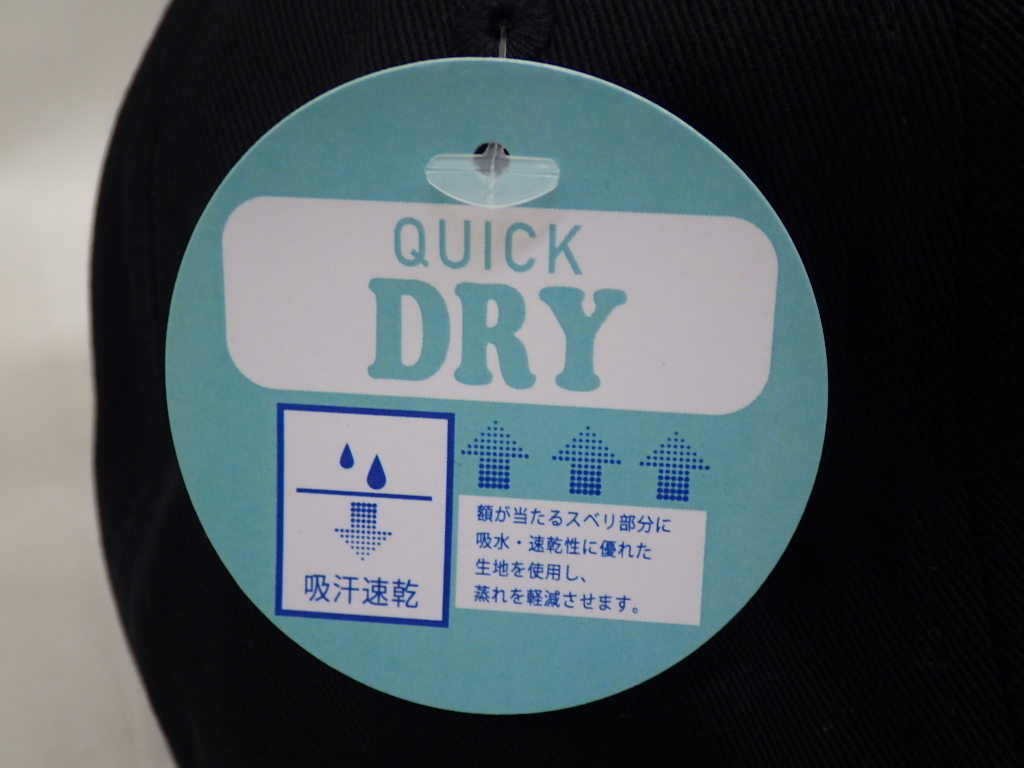 QUICK
DRY
吸汗速乾
額が当たるスベリ部分に
吸水・速乾性に優れた
生地を使用し、
蒸れを軽減させます。